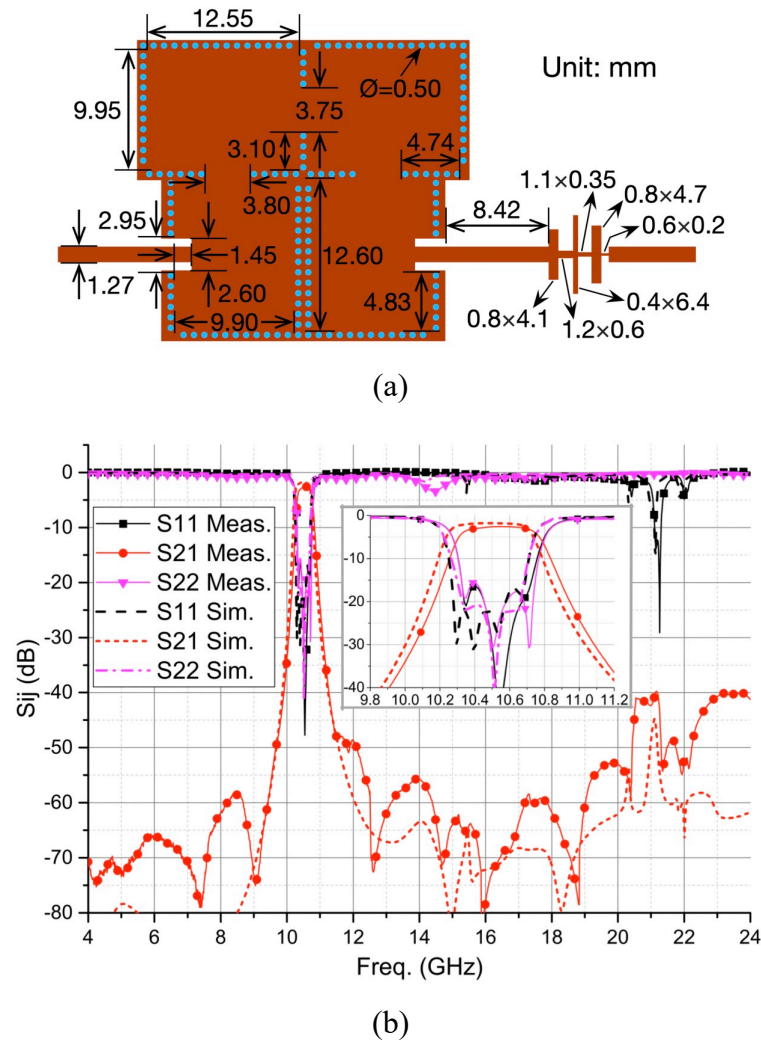 12.55
Unit: mm
Ø=0.50
9.95
3.75
3.10
4.74
1.1×0.35
0.8×4.7
3.80
8.42
0.6×0.2
2.95
1.45
12.60
1.27
2.60
4.83
0.4×6.4
9.90
0.8×4.1
1.2×0.6
(a)
0
-10
-20
-30
-40
-50
-60
-70
-80
Sij (dB)
S11 Meas.
S21 Meas.
S22 Meas.
S11 Sim.
S21 Sim.
S22 Sim.
0
-10
-20
-30
-40
9.8 10.0 10.2 10.4 10.6 10.8 11.0 11.2
4 6 8 10 12 14 16 18 20 22 24
Freq. (GHz)
(b)